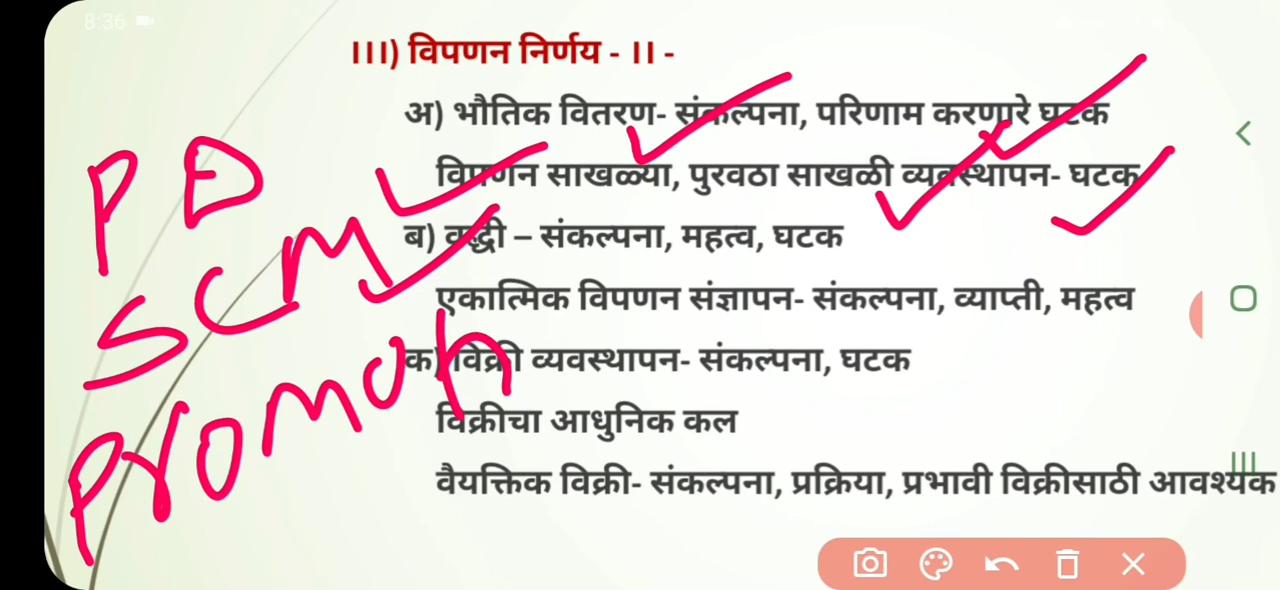 8:36
III) विपणन निर्णय - II -
अ) भौतिक वितरण- संकल्पना, परिणाम करणारे घटक
विपणन साखळ्या, पुरवठा साखळी व्यवस्थापन- घटक
ब) वृद्धी – संकल्पना, महत्व, घटक
एकात्मिक विपणन संज्ञापन- संकल्पना, व्याप्ती, महत्व
क) विक्री व्यवस्थापन- संकल्पना, घटक
विक्रीचा आधुनिक कल
वैयक्तिक विक्री- संकल्पना, प्रक्रिया, प्रभावी विक्रीसाठी आवश्यक
PD
SCM